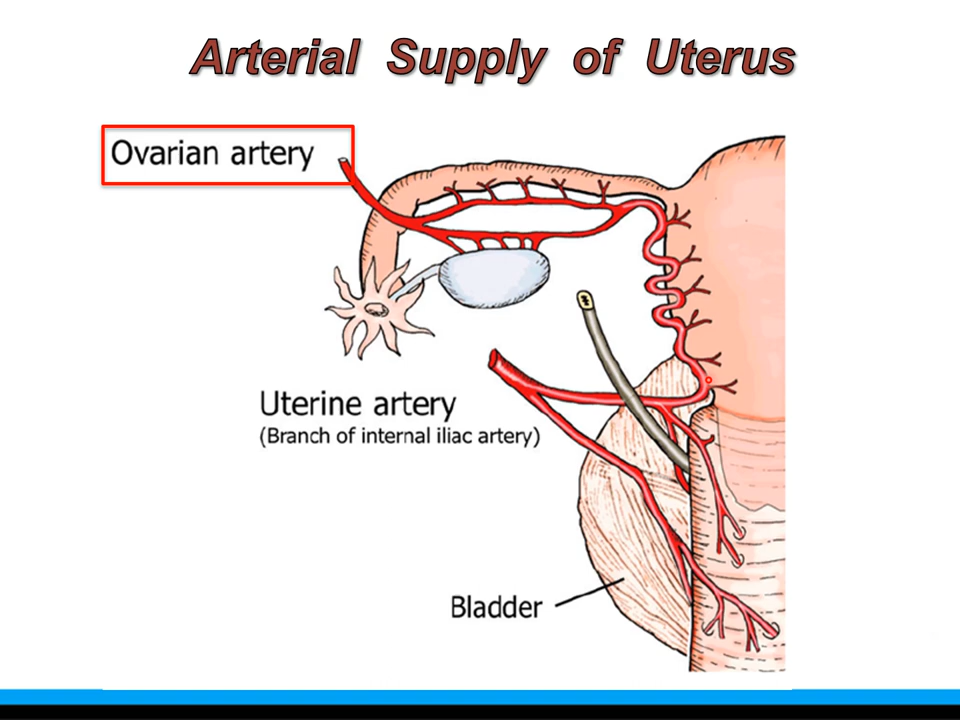 Arterial Supply of Uterus
Ovarian artery
Uterine artery
(Branch of internal iliac artery)
Bladder